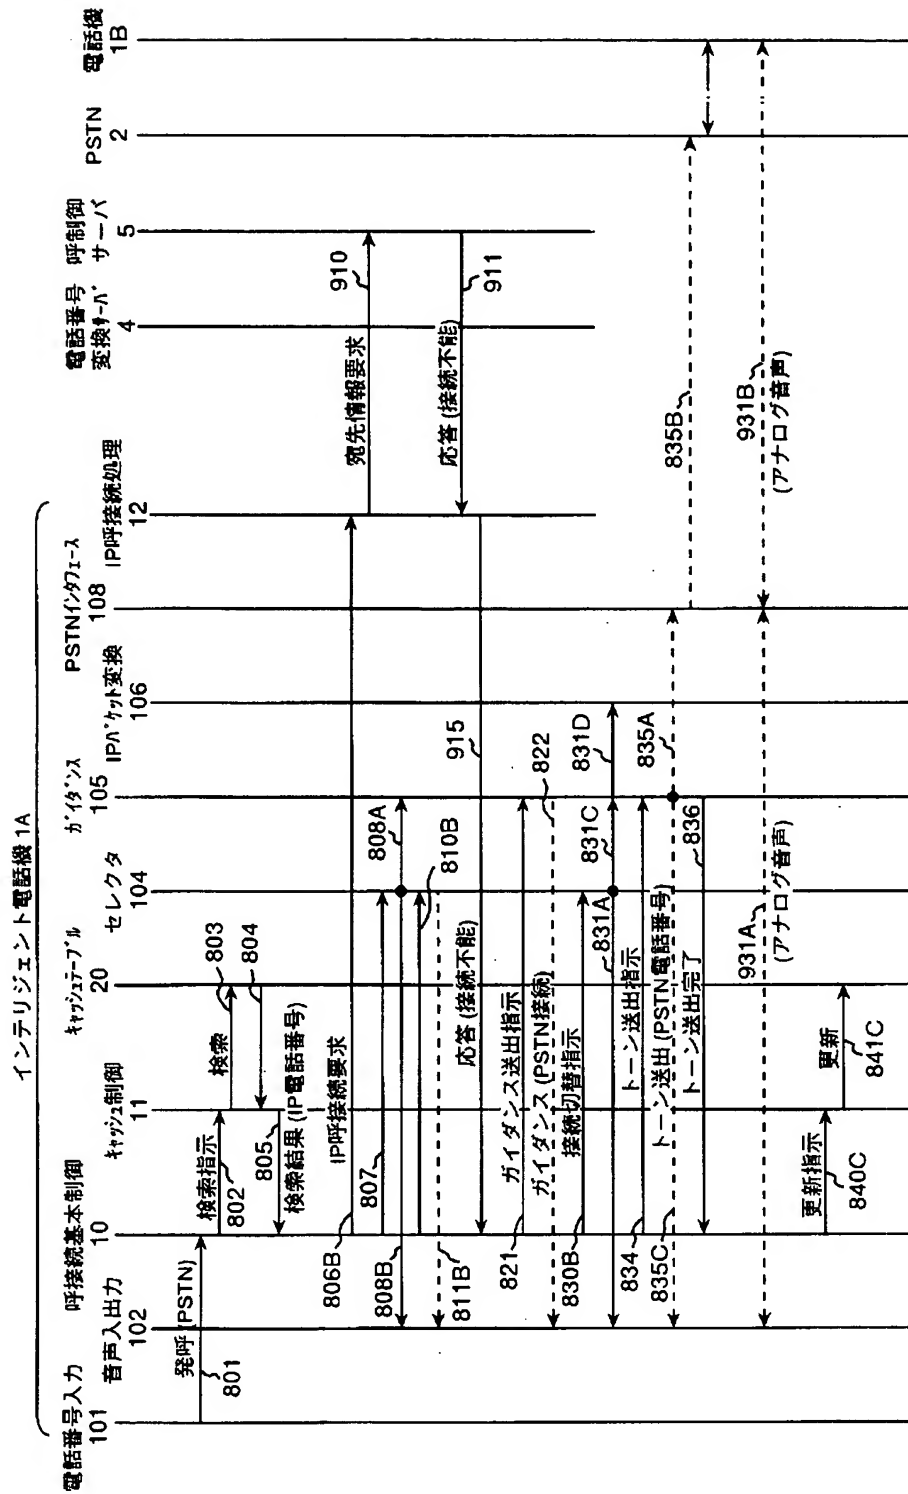 インテリジェント電話機 1A
電話番号入力
101
音声入出力
102
呼接続基本制御
10
キャッシュ制御
11
キャッシュテーブル
20
セレクタ
104
ガイダンス
105
IPパケット変換
106
PSTNインタフェース
108
IP呼接続処理
12
電話番号
変換サーバ
4
呼制御
サーバ
5
PSTN
2
電話機
1B
発呼 (PSTN)
801
検索指示
802
検索
803
804
805
検索結果 (IP電話番号)
806B
IP呼接続要求
宛先情報要求
910
807
808B
808A
810B
811B
応答 (接続不能)
911
応答 (接続不能)
915
821
ガイダンス送出指示
ガイダンス (PSTN接続)
822
830B
接続切替指示
831A
831C
831D
834
トーン送出指示
835C
トーン送出 (PSTN電話番号)
835A
835B
トーン送出完了
836
931A
(アナログ音声)
931B
(アナログ音声)
更新指示
840C
更新
841C